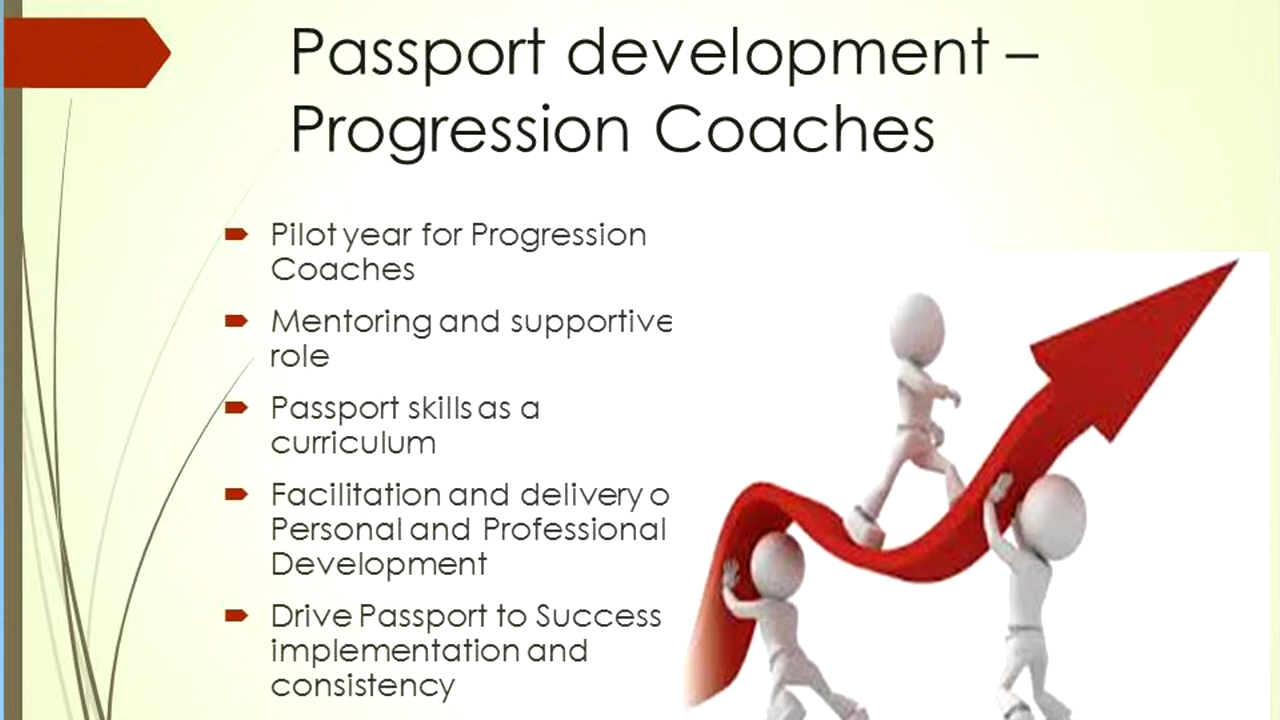 Passport development –
Progression Coaches
Pilot year for Progression
Coaches
Mentoring and supportive
role
Passport skills as a
curriculum
Facilitation and delivery o
Personal and Professional
Development
Drive Passport to Success
implementation and
consistency